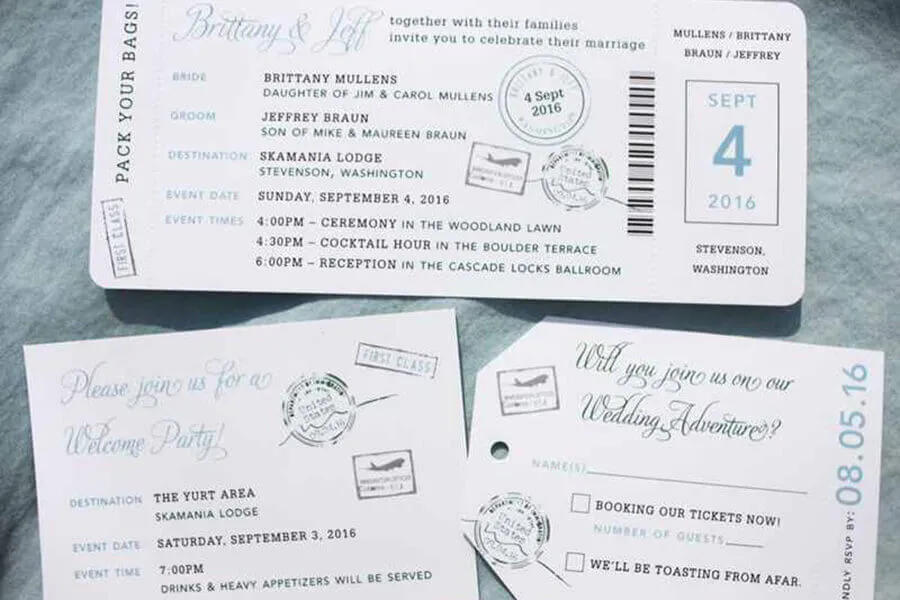 PACK YOUR BAGS!
FIRST CLASS
Brittany & Jeff
together with their families
invite you to celebrate their marriage
BRIDE BRITTANY MULLENS
DAUGHTER OF JIM & CAROL MULLENS
GROOM JEFFREY BRAUN
SON OF MIKE & MAUREEN BRAUN
DESTINATION SKAMANIA LODGE
STEVENSON, WASHINGTON
EVENT DATE SUNDAY, SEPTEMBER 4, 2016
EVENT TIMES 4:00PM – CEREMONY IN THE WOODLAND LAWN
4:30PM – COCKTAIL HOUR IN THE BOULDER TERRACE
6:00PM – RECEPTION IN THE CASCADE LOCKS BALLROOM
4 Sept
2016
WASHINGTON
United
States
MULLENS / BRITTANY
BRAUN / JEFFREY
SEPT
4
2016
STEVENSON,
WASHINGTON
Please join us for a
Welcome Party!
FIRST CLASS
United
States
DESTINATION THE YURT AREA
SKAMANIA LODGE
EVENT DATE SATURDAY, SEPTEMBER 3, 2016
EVENT TIME 7:00PM
DRINKS & HEAVY APPETIZERS WILL BE SERVED
Will you join us on our
Wedding Adventure?
NAME(S)
BOOKING OUR TICKETS NOW!
NUMBER OF GUESTS
WE'LL BE TOASTING FROM AFAR.
United
States
NDLY RSVP BY: 08.05.16